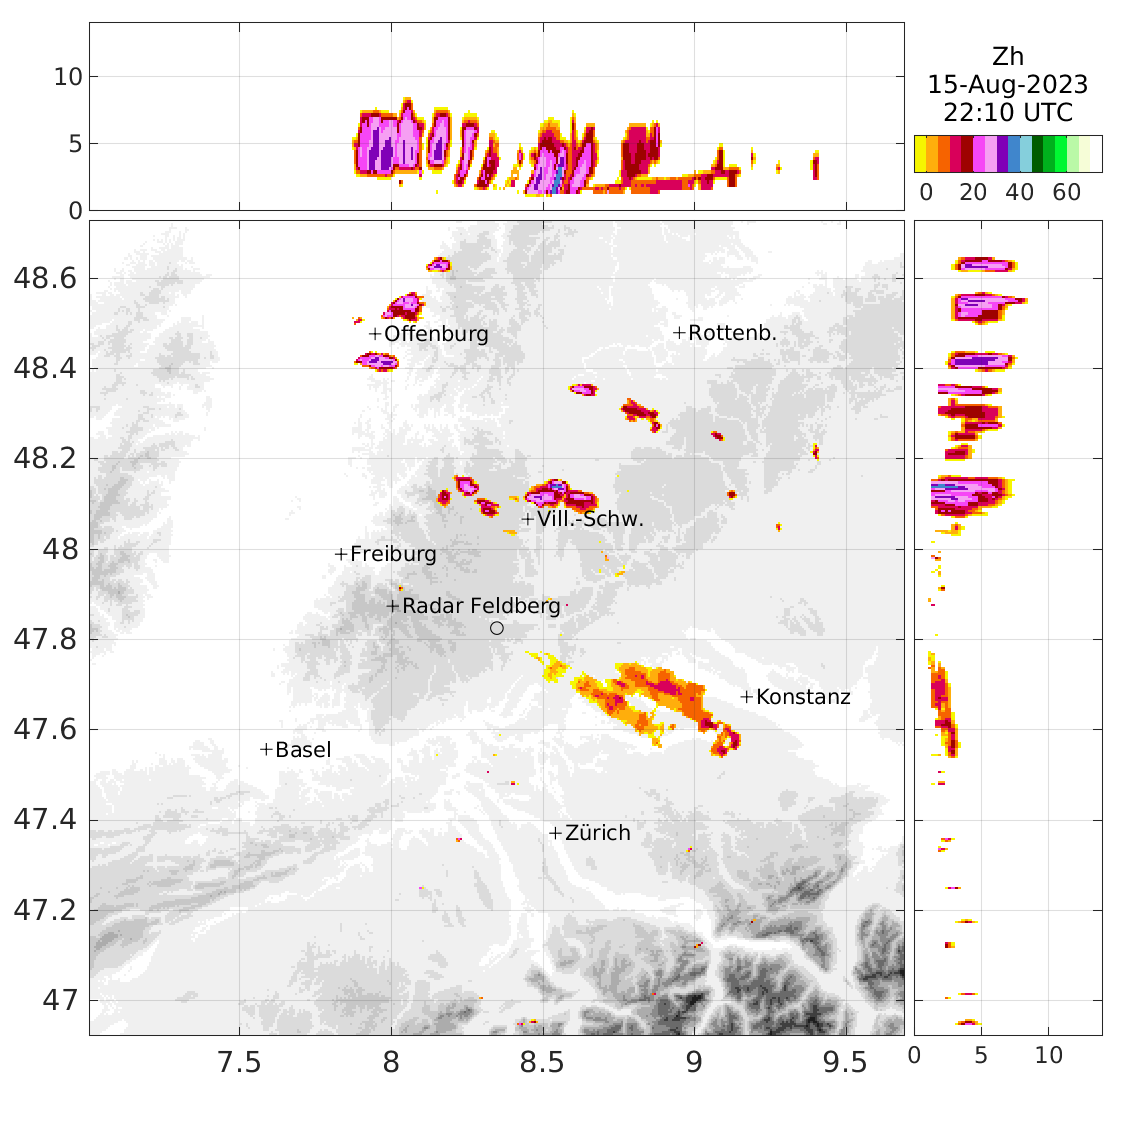 Zh
15-Aug-2023
22:10 UTC
0 20 40 60
10
5
0
48.6
48.4
48.2
48
47.8
47.6
47.4
47.2
47
+Offenburg
+Rottenb.
+Vill.-Schw.
+Freiburg
+Radar Feldberg
+Konstanz
+Basel
+Zürich
7.5 8 8.5 9 9.5
0 5 10